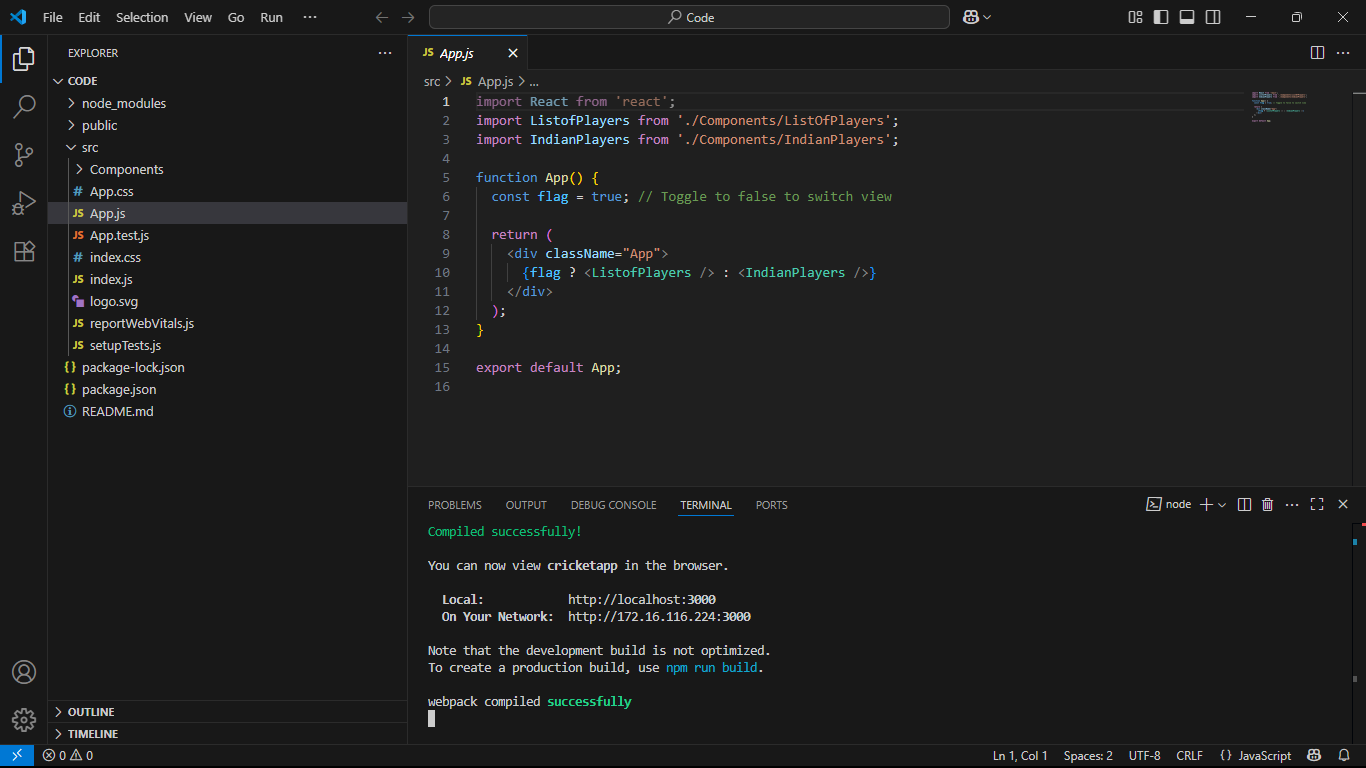 File Edit Selection View Go Run ···
Code
EXPLORER ···
CODE
node_modules
public
src
Components
# App.css
JS App.js
JS App.test.js
# index.css
JS index.js
logo.svg
JS reportWebVitals.js
JS setupTests.js
{} package-lock.json
{} package.json
README.md
OUTLINE
TIMELINE
JS App.js
src > JS App.js > ...
1 import React from 'react';
2 import ListofPlayers from './Components/ListOfPlayers';
3 import IndianPlayers from './Components/IndianPlayers';
4
5 function App() {
6 const flag = true; // Toggle to false to switch view
7
8 return (
9 <div className="App">
10 {flag ? <ListofPlayers /> : <IndianPlayers />}
11 </div>
12 );
13 }
14
15 export default App;
16
PROBLEMS OUTPUT DEBUG CONSOLE TERMINAL PORTS
node
Compiled successfully!
You can now view cricketapp in the browser.
Local: http://localhost:3000
On Your Network: http://172.16.116.224:3000
Note that the development build is not optimized.
To create a production build, use npm run build.
webpack compiled successfully
0 0
Ln 1, Col 1 Spaces: 2 UTF-8 CRLF {} JavaScript